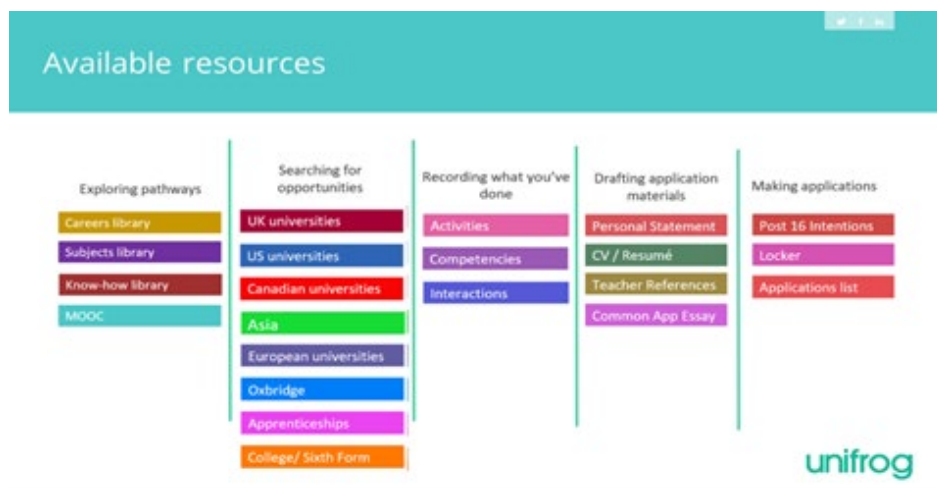 Available resources
Exploring pathways
Careers library
Subjects library
Know-how library
MOOC
Searching for
opportunities
UK universities
US universities
Canadian universities
Asia
European universities
Oxbridge
Apprenticeships
College/ Sixth Form
Recording what you've
done
Activities
Competencies
Interactions
Drafting application
materials
Personal Statement
CV / Resumé
Teacher References
Common App Essay
Making applications
Post 16 Intentions
Locker
Applications list
unifrog